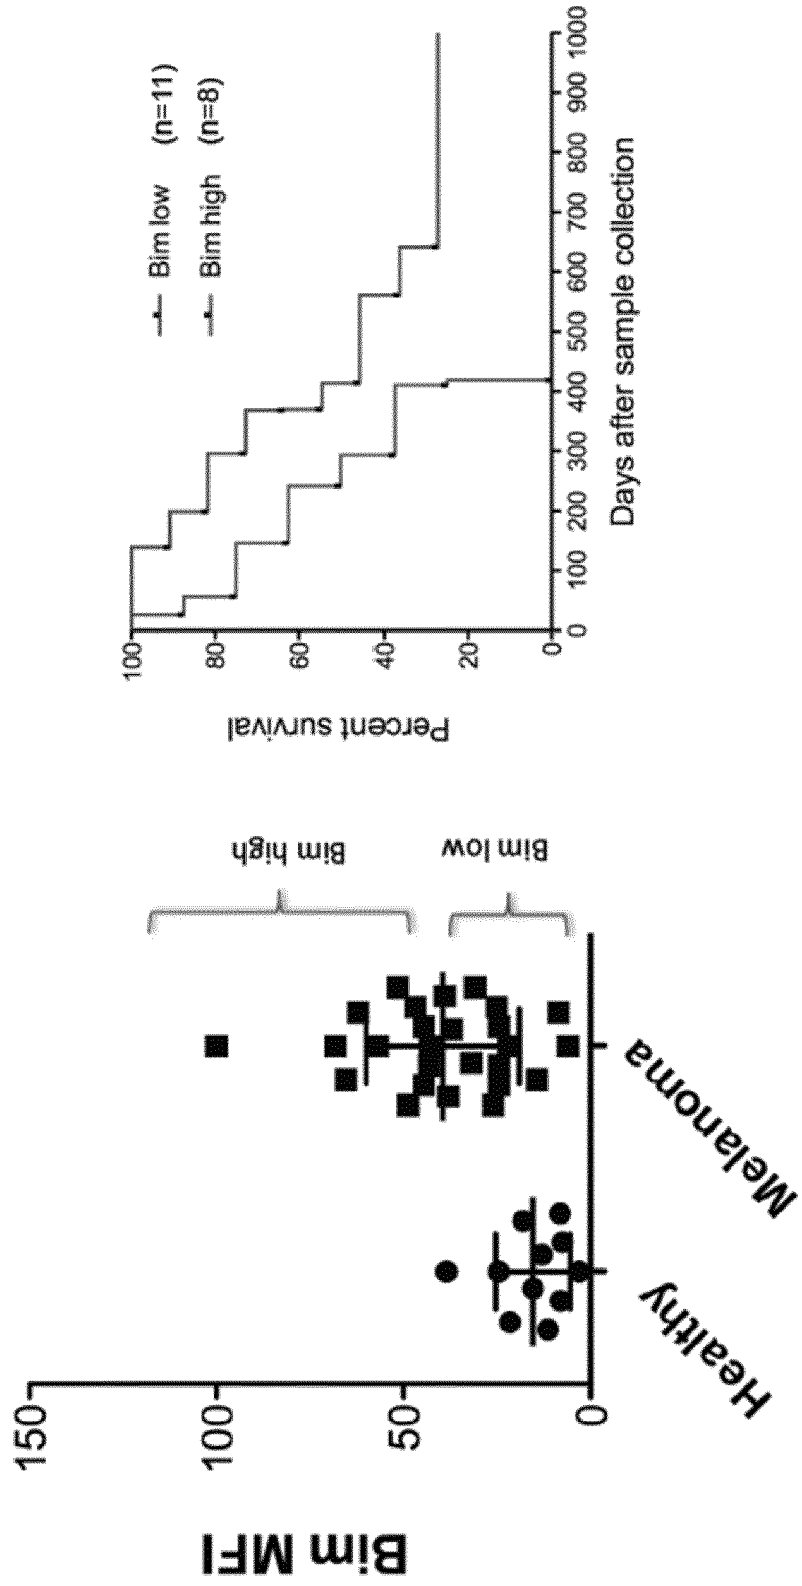 Bim MFI
150
100
50
0
Healthy
Melanoma
Bim high
Bim low
Percent survival
100
80
60
40
20
0
Bim low (n=11)
Bim high (n=8)
0 100 200 300 400 500 600 700 800 900 1000
Days after sample collection